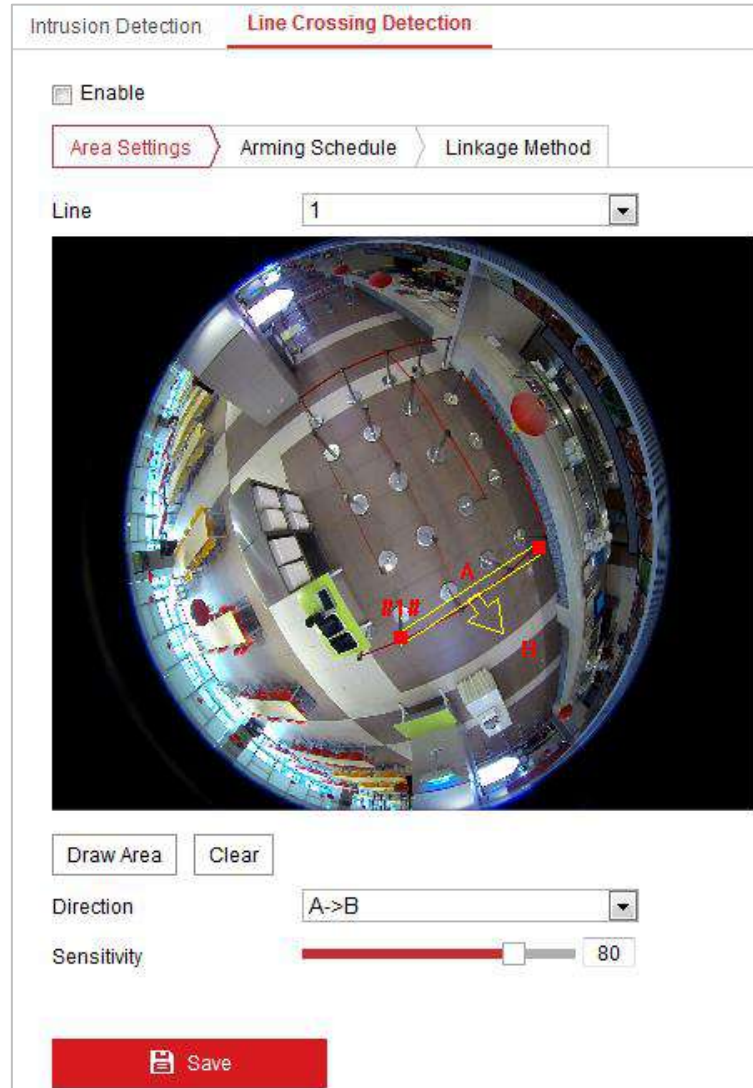 Intrusion Detection
Line Crossing Detection
Enable
Area Settings
Arming Schedule
Linkage Method
Line
1
A
#1#
B
Draw Area
Clear
Direction
A->B
Sensitivity
80
Save